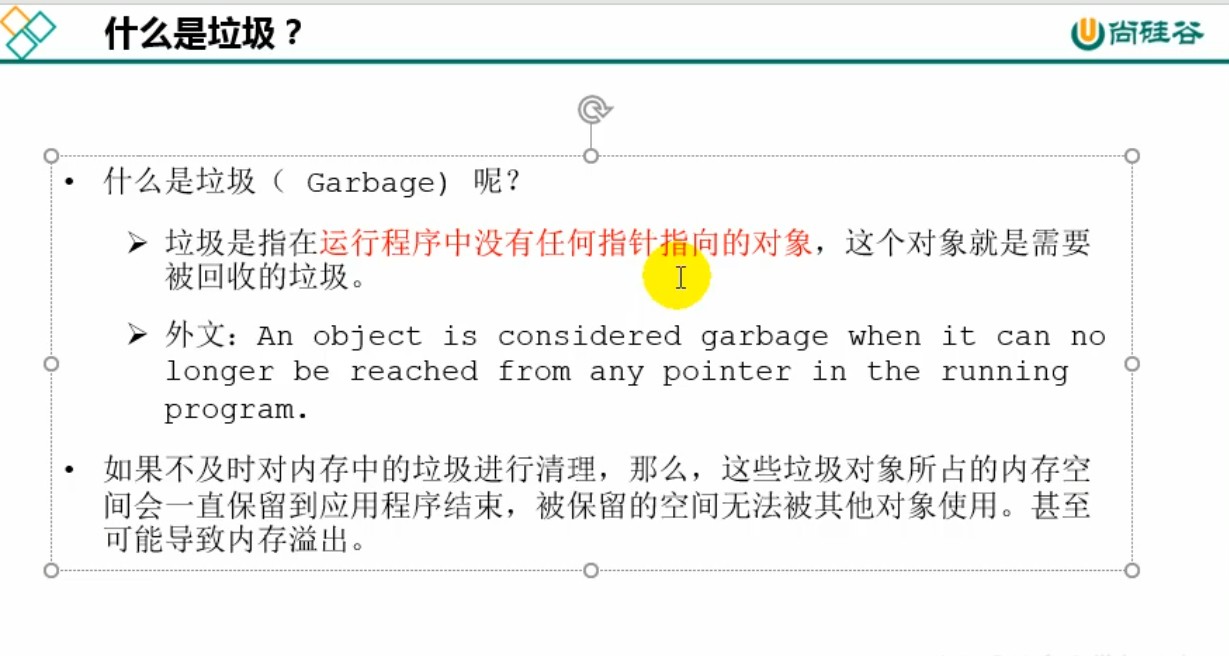 什么是垃圾？
尚硅谷
• 什么是垃圾（ Garbage) 呢？
➢ 垃圾是指在运行程序中没有任何指针指向的对象，这个对象就是需要
被回收的垃圾。
➢ 外文：An object is considered garbage when it can no
longer be reached from any pointer in the running
program.
• 如果不及时对内存中的垃圾进行清理，那么，这些垃圾对象所占的内存空
间会一直保留到应用程序结束，被保留的空间无法被其他对象使用。甚至
可能导致内存溢出。